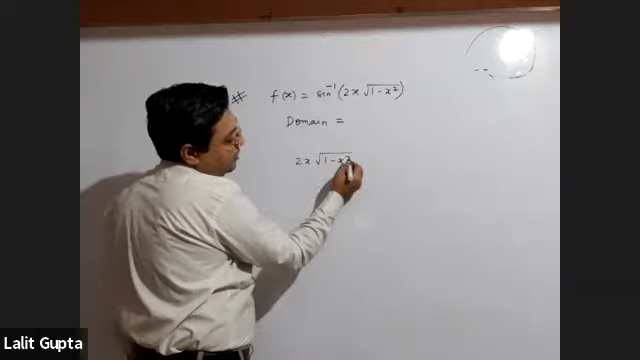 # f(x) = sin⁻¹(2x √1-x²)
Domain =
2x √1-x²
Lalit Gupta